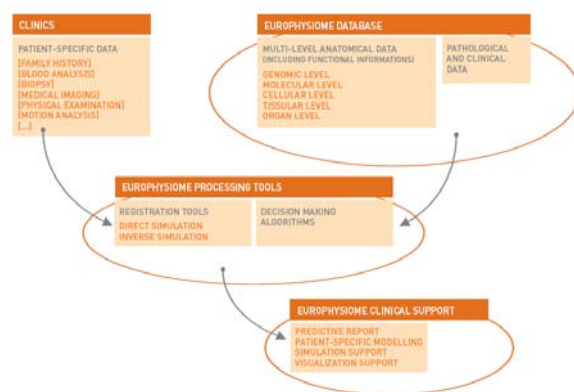 CLINICS
PATIENT-SPECIFIC DATA
[FAMILY HISTORY]
[BLOOD ANALYSIS]
[BIOPSY]
[MEDICAL IMAGING]
[PHYSICAL EXAMINATION]
[MOTION ANALYSIS]
[...]
EUROPHYSIOME DATABASE
MULTI-LEVEL ANATOMICAL DATA
(INCLUDING FUNCTIONAL INFORMATIONS)
GENOMIC LEVEL
MOLECULAR LEVEL
CELLULAR LEVEL
TISSULAR LEVEL
ORGAN LEVEL
PATHOLOGICAL
AND CLINICAL
DATA
EUROPHYSIOME PROCESSING TOOLS
REGISTRATION TOOLS
DIRECT SIMULATION
INVERSE SIMULATION
DECISION MAKING
ALGORITHMS
EUROPHYSIOME CLINICAL SUPPORT
PREDICTIVE REPORT
PATIENT-SPECIFIC MODELLING
SIMULATION SUPPORT
VISUALIZATION SUPPORT